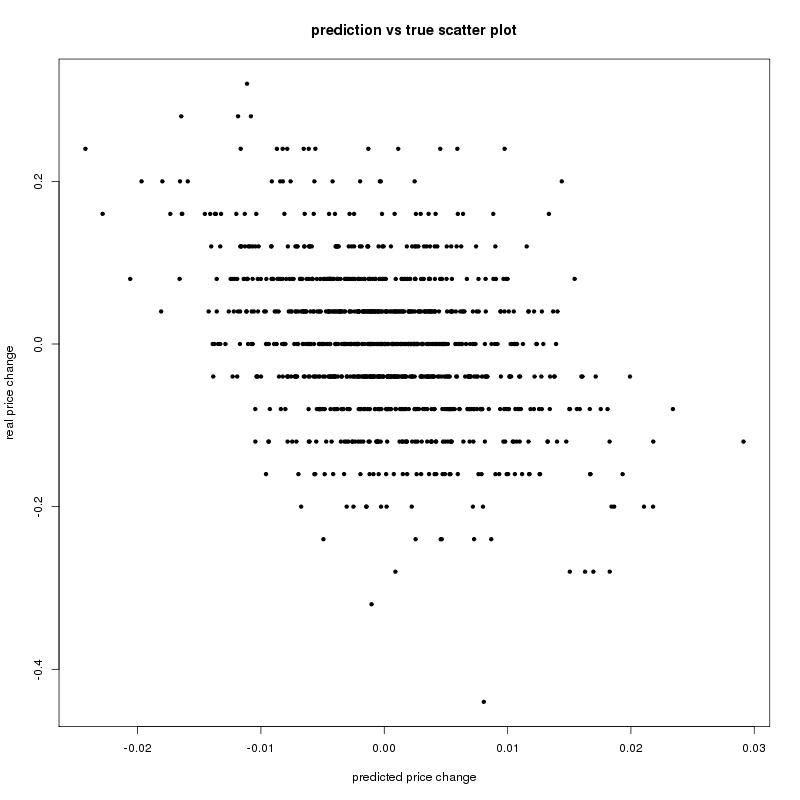 prediction vs true scatter plot
real price change
0.2
0.0
-0.2
-0.4
-0.02 -0.01 0.00 0.01 0.02 0.03
predicted price change